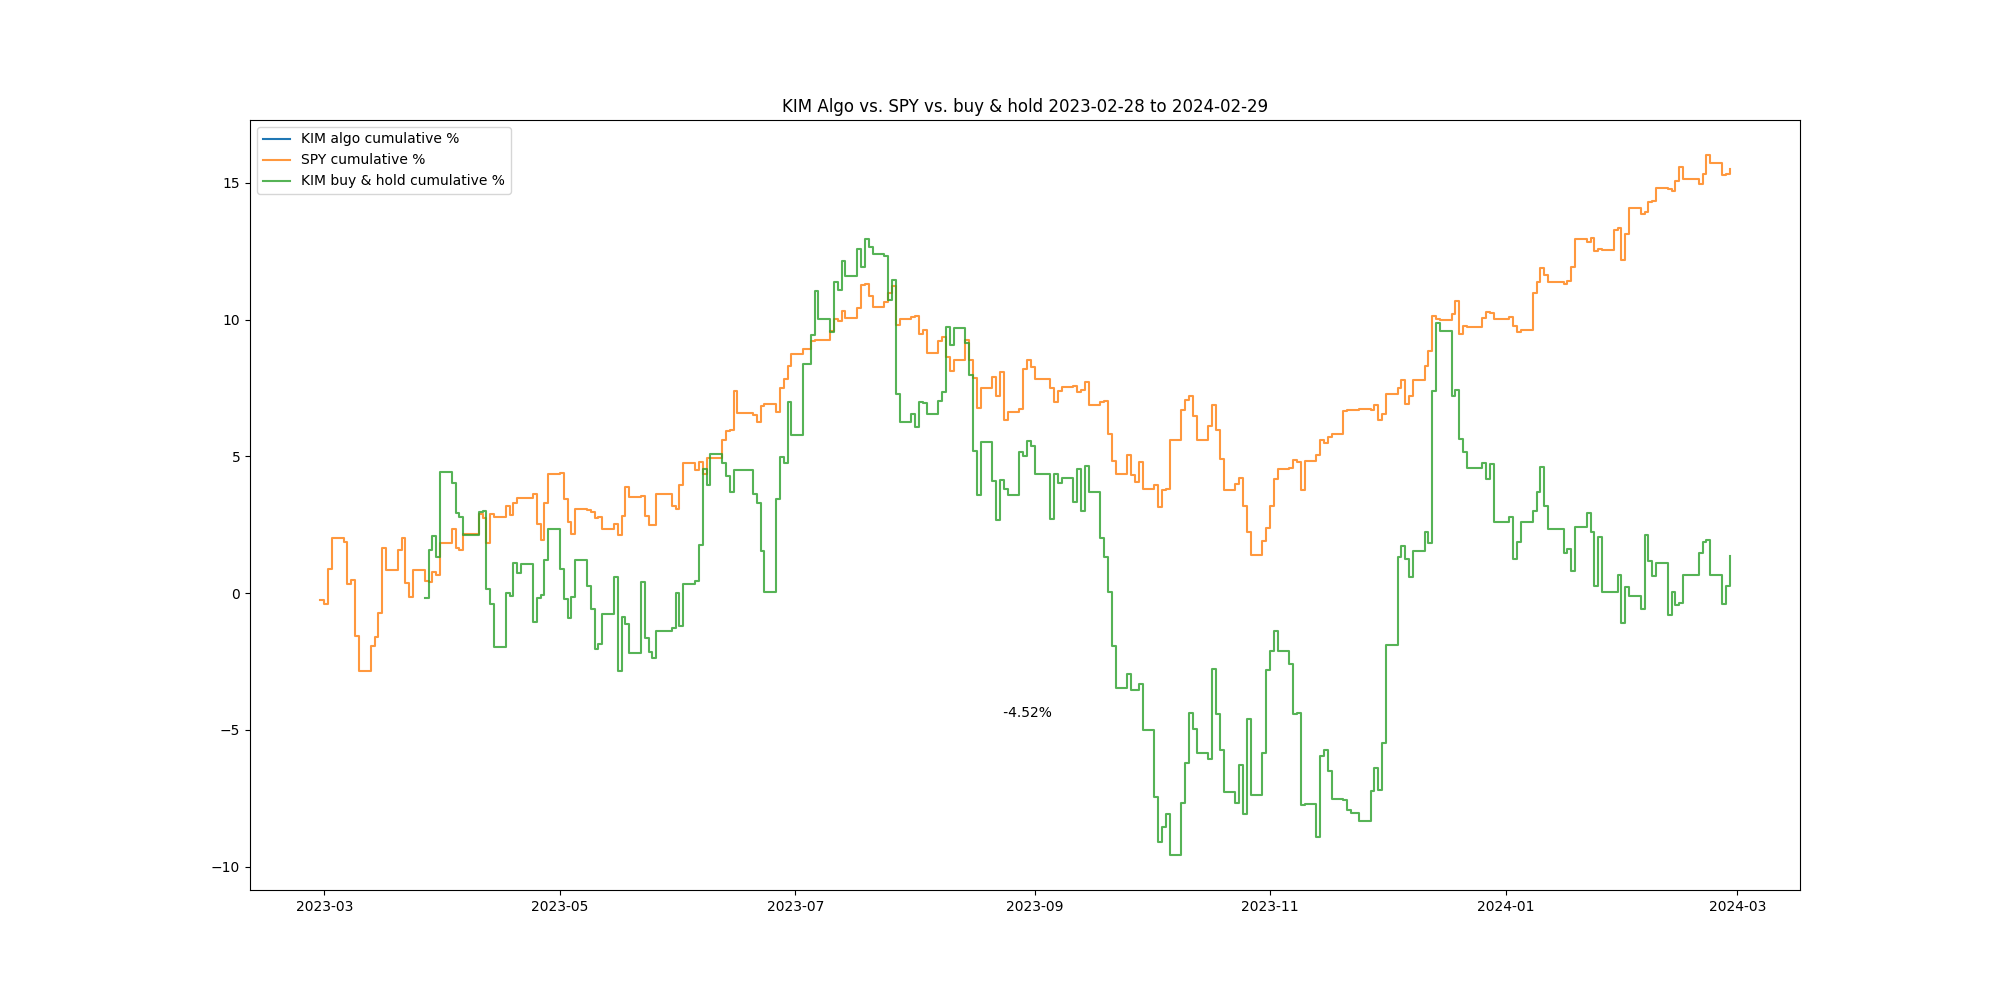 KIM Algo vs. SPY vs. buy & hold 2023-02-28 to 2024-02-29
KIM algo cumulative %
SPY cumulative %
KIM buy & hold cumulative %
15
10
5
0
−5
−10
-4.52%
2023-03 2023-05 2023-07 2023-09 2023-11 2024-01 2024-03